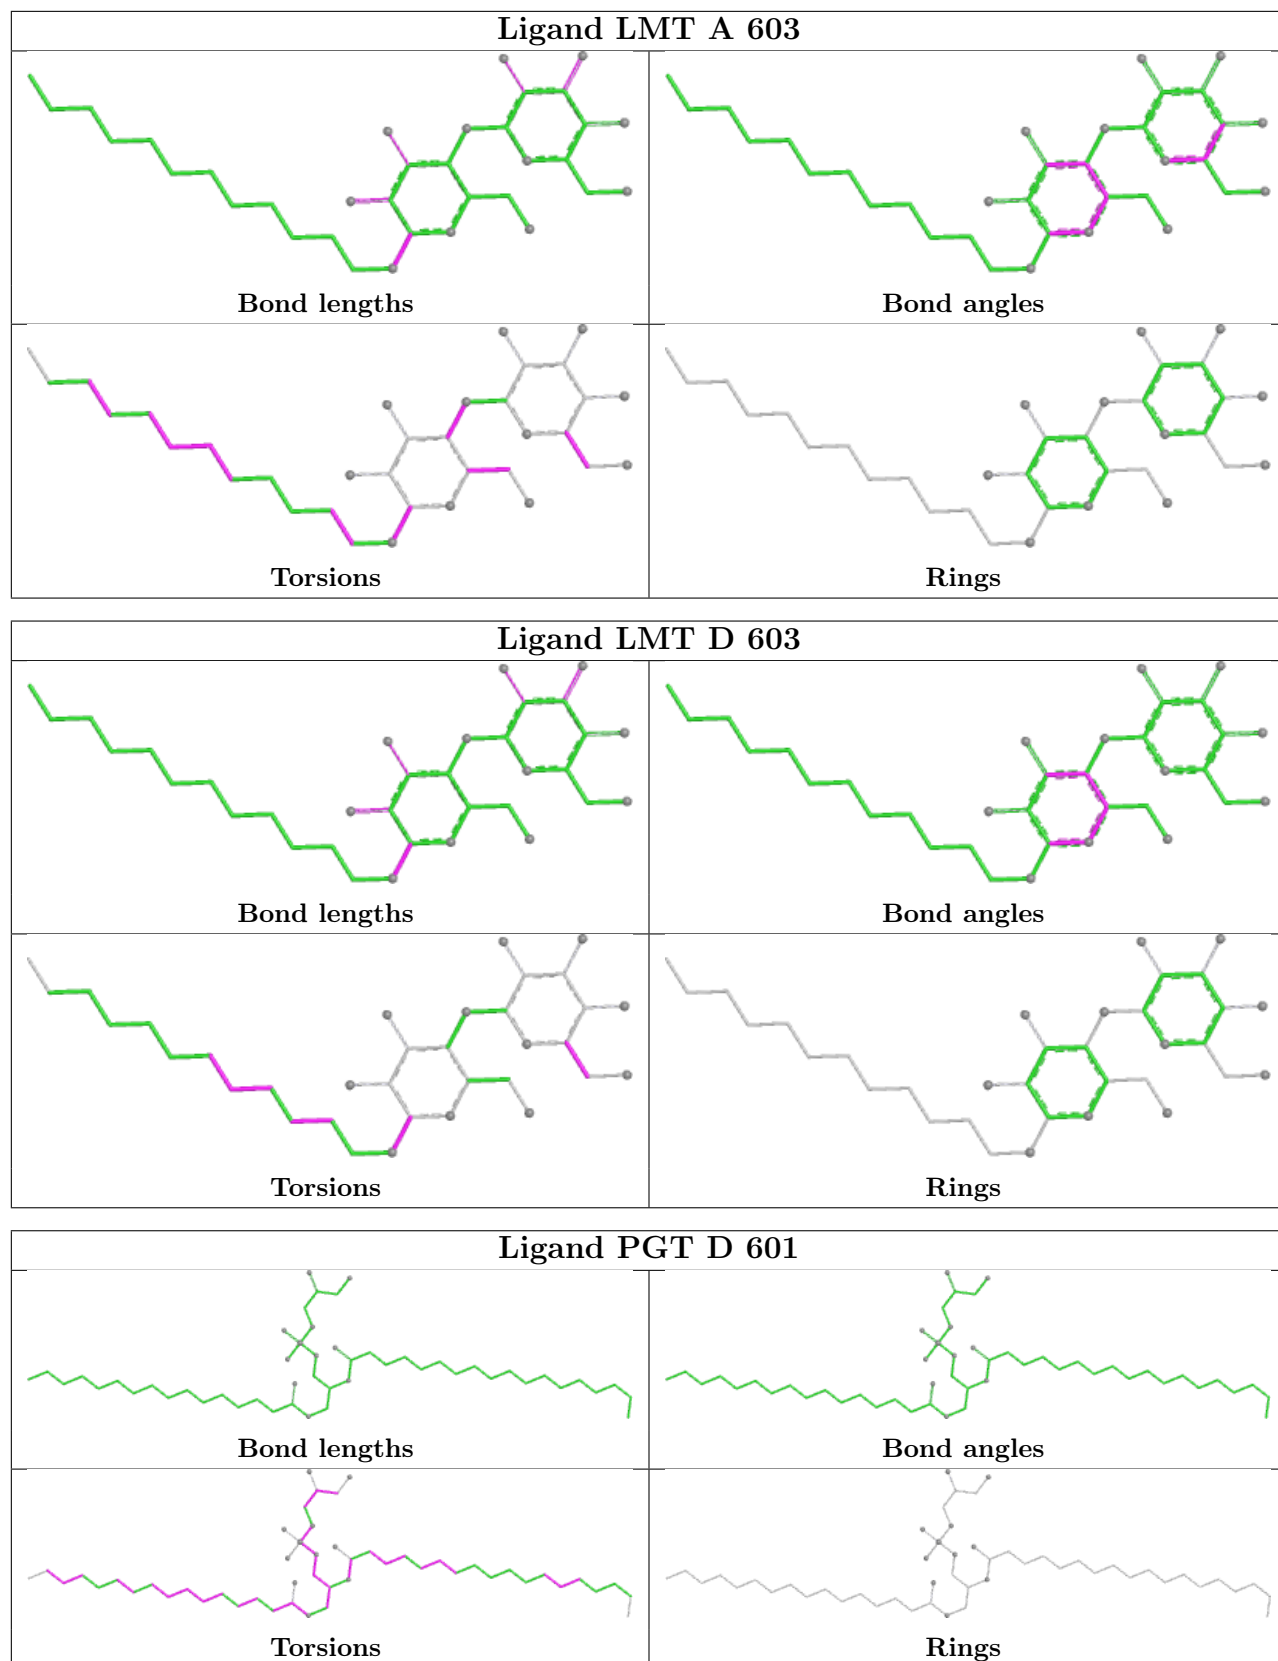 Ligand LMT A 603
Bond lengths
Bond angles
Torsions
Rings
Ligand LMT D 603
Bond lengths
Bond angles
Torsions
Rings
Ligand PGT D 601
Bond lengths
Bond angles
Torsions
Rings